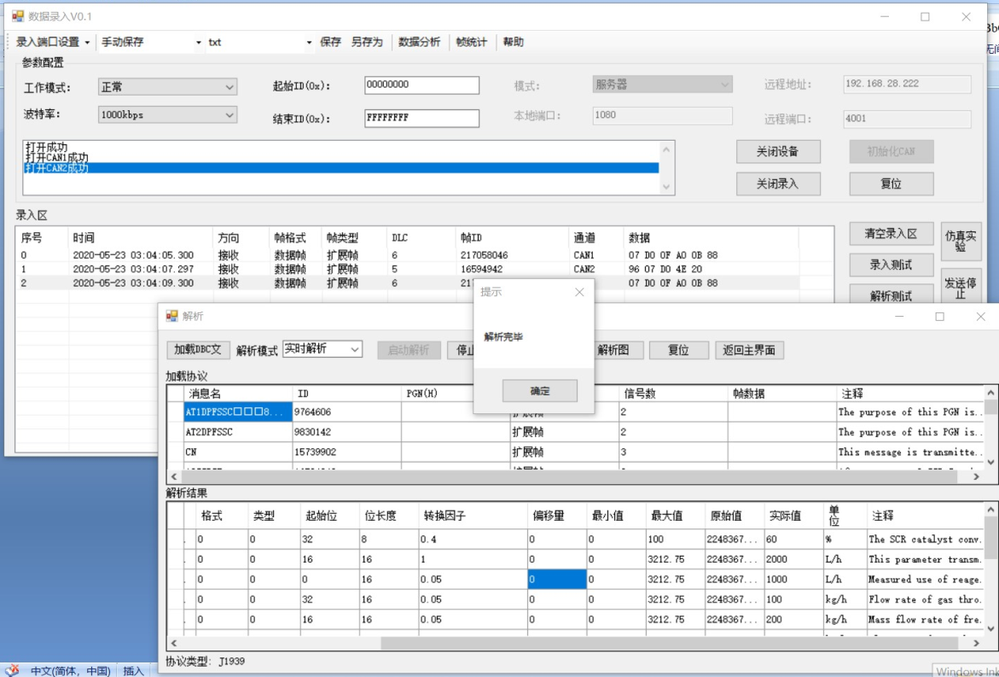 数据录入V0.1
3b
录入端口设置 手动保存 txt 保存 另存为 数据分析 帧统计 帮助
无间
参数配置
工作模式: 正常 起始ID(0x): 00000000 模式: 服务器 远程地址: 192.168.28.222
波特率: 1000kbps 结束ID(0x): FFFFFFFF 本地端口: 1080 远程端口: 4001
打开成功
打开CAN1成功
打开CAN2成功
关闭设备 初始化CAN
关闭录入 复位
录入区
序号 时间 方向 帧格式 帧类型 DLC 帧ID 通道 数据
0 2020-05-23 03:04:05.300 接收 数据帧 扩展帧 6 217058046 CAN1 07 D0 0F A0 0B 88
1 2020-05-23 03:04:07.297 接收 数据帧 扩展帧 5 16594942 CAN2 96 07 D0 4E 20
2 2020-05-23 03:04:09.300 接收 数据帧 扩展帧 6 21 07 D0 0F A0 0B 88
清空录入区 仿真实验
录入测试
解析测试 发送停止
提示
解析完毕
确定
解析
加载DBC文 解析模式 实时解析 启动解析 停止 解析图 复位 返回主界面
加载协议
消息名 ID PGN(H) 信号数 帧数据 注释
AT1DPFSSC□□□8... 9764606 扩展帧 2 The purpose of this PGN is..
AT2DPFSSC 9830142 扩展帧 2 The purpose of this PGN is..
CN 15739902 扩展帧 3 This message is transmitte..
解析结果
格式 类型 起始位 位长度 转换因子 偏移量 最小值 最大值 原始值 实际值 单位 注释
. 0 0 32 8 0.4 0 0 100 2248367... 60 % The SCR catalyst conv.
. 0 0 16 16 1 0 0 3212.75 2248367... 2000 L/h This parameter transm.
. 0 0 0 16 0.05 0 0 3212.75 2248367... 1000 L/h Measured use of reage.
. 0 0 32 16 0.05 0 0 3212.75 2248367... 100 kg/h Flow rate of gas thro.
. 0 0 16 16 0.05 0 0 3212.75 2248367... 200 kg/h Mass flow rate of fre.
协议类型: J1939
中文(简体, 中国) 插入
Windows Ink